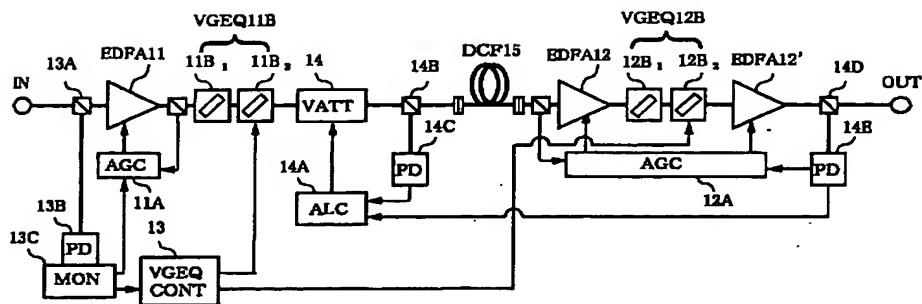 VGEQ11B
VGEQ12B
13A
EDFA11
11B1
11B2
14
14B
DCF15
EDFA12
12B1
12B2
EDFA12'
14D
IN
OUT
VATT
14C
14E
AGC
PD
AGC
PD
14A
13B
11A
13
ALC
12A
13C
PD
MON
VGEQ
CONT